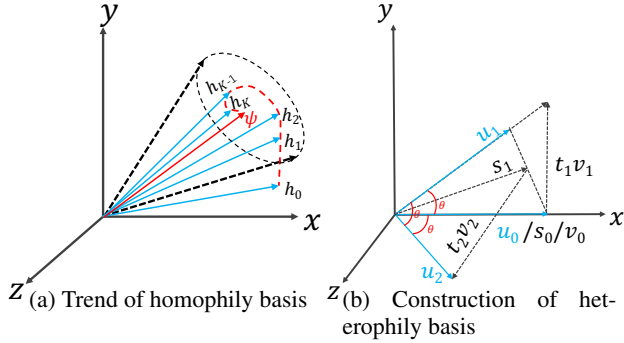 y
h_{K-1}
h_K
ψ
h_2
h_1
h_0
x
z
(a) Trend of homophily basis
y
u_1
s_1
t_1v_1
θ
θ
θ
t_2v_2
x
u_0/s_0/v_0
u_2
z
(b) Construction of het-
erophily basis